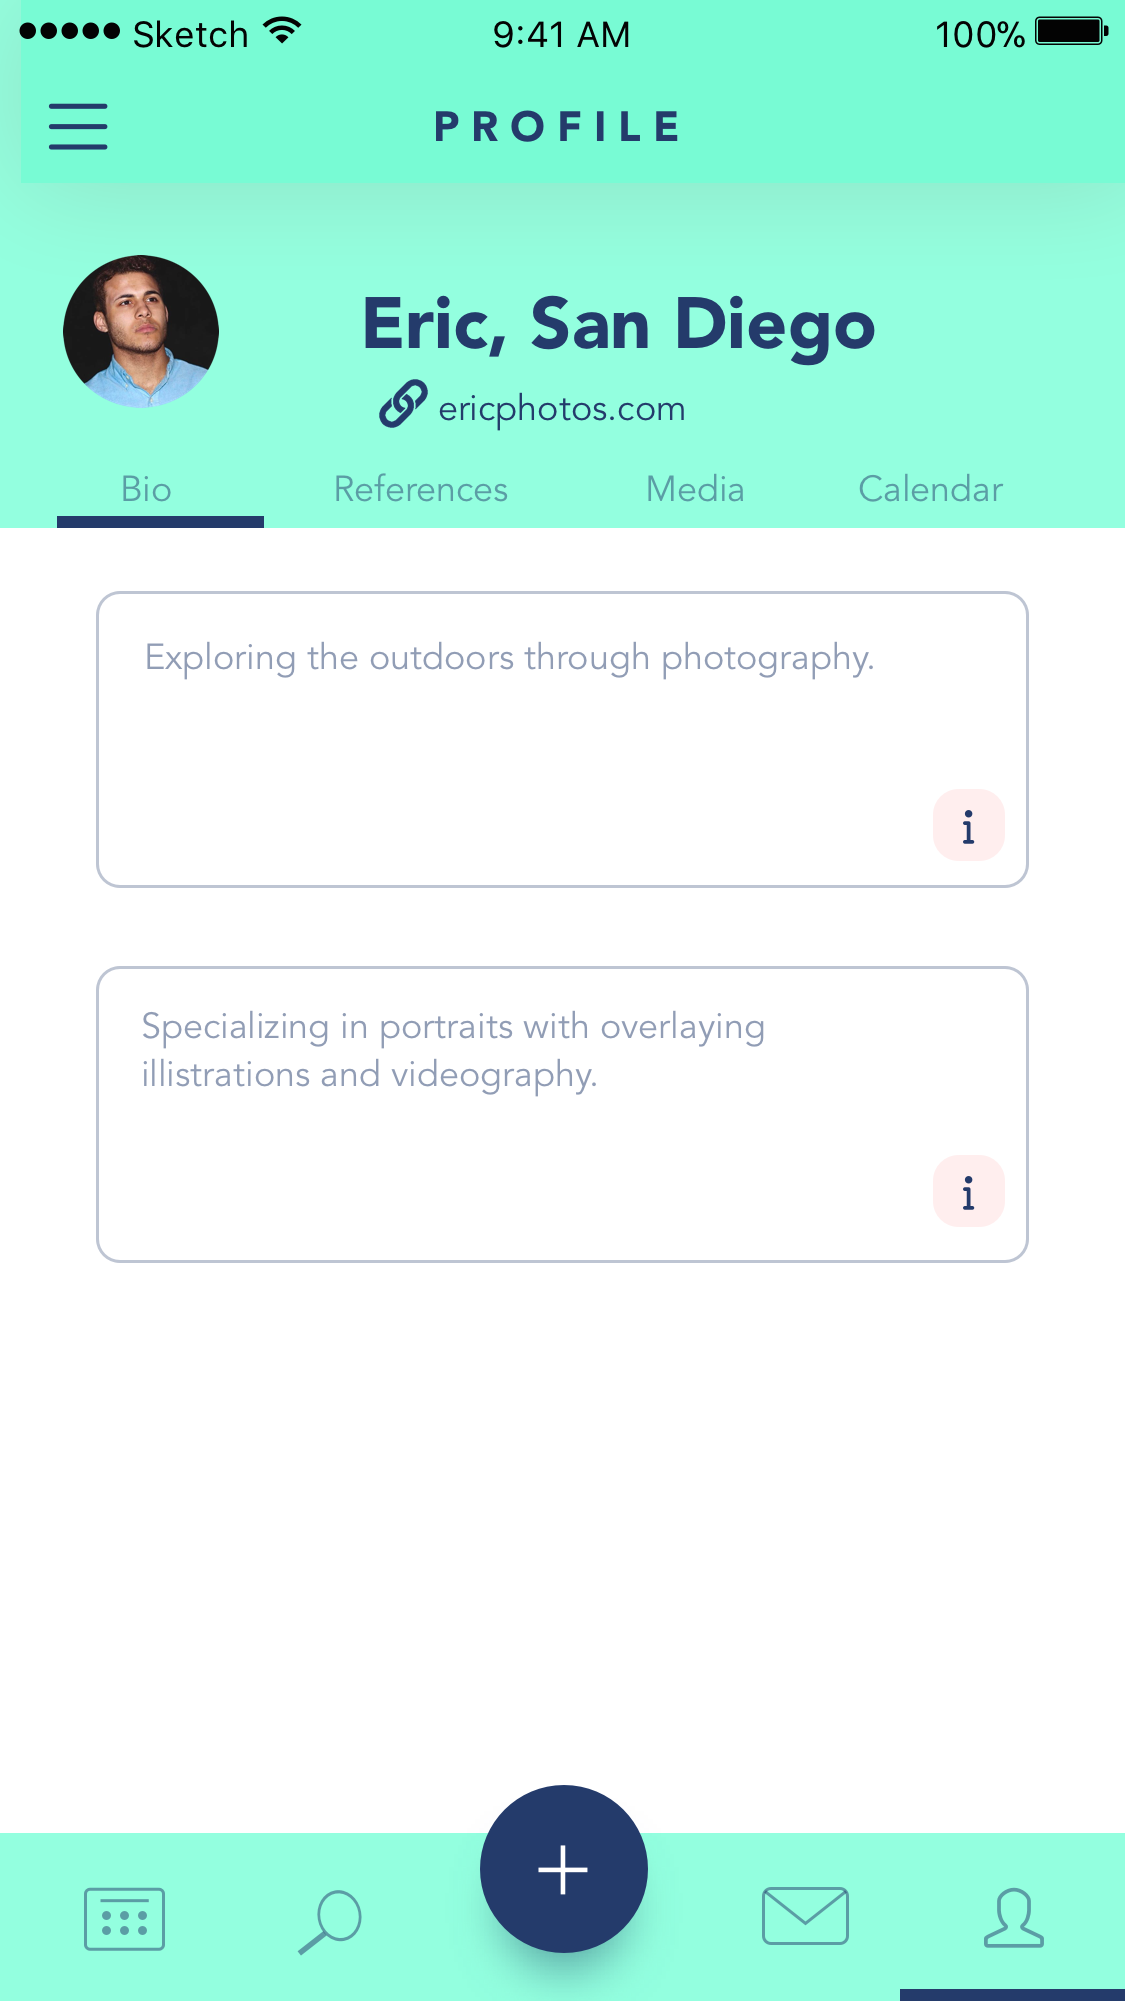 Sketch 9:41 AM 100%
PROFILE
Eric, San Diego
ericphotos.com
Bio References Media Calendar
Exploring the outdoors through photography.
i
Specializing in portraits with overlaying
illistrations and videography.
i